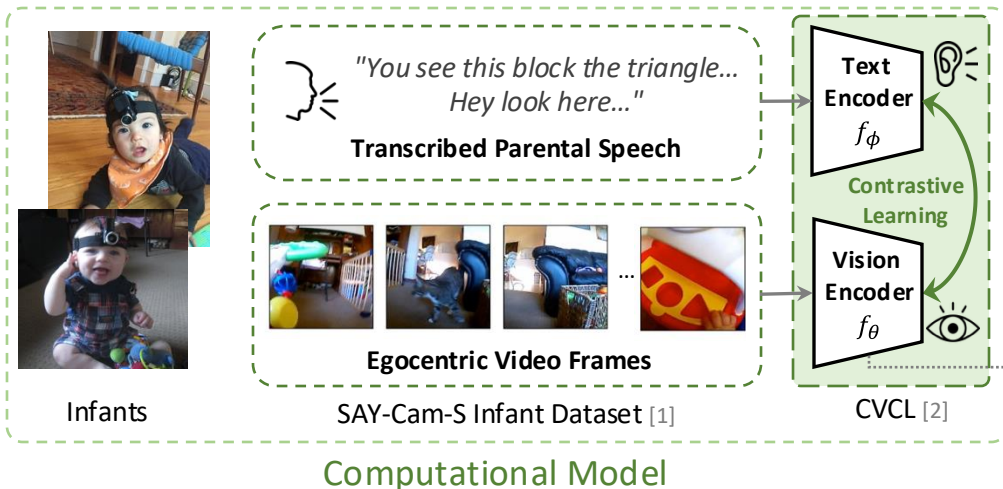 "You see this block the triangle…
Hey look here…"
Transcribed Parental Speech
Text
Encoder
fϕ
Contrastive
Learning
Vision
Encoder
fθ
...
Egocentric Video Frames
Infants
SAY-Cam-S Infant Dataset [1]
CVCL [2]
Computational Model